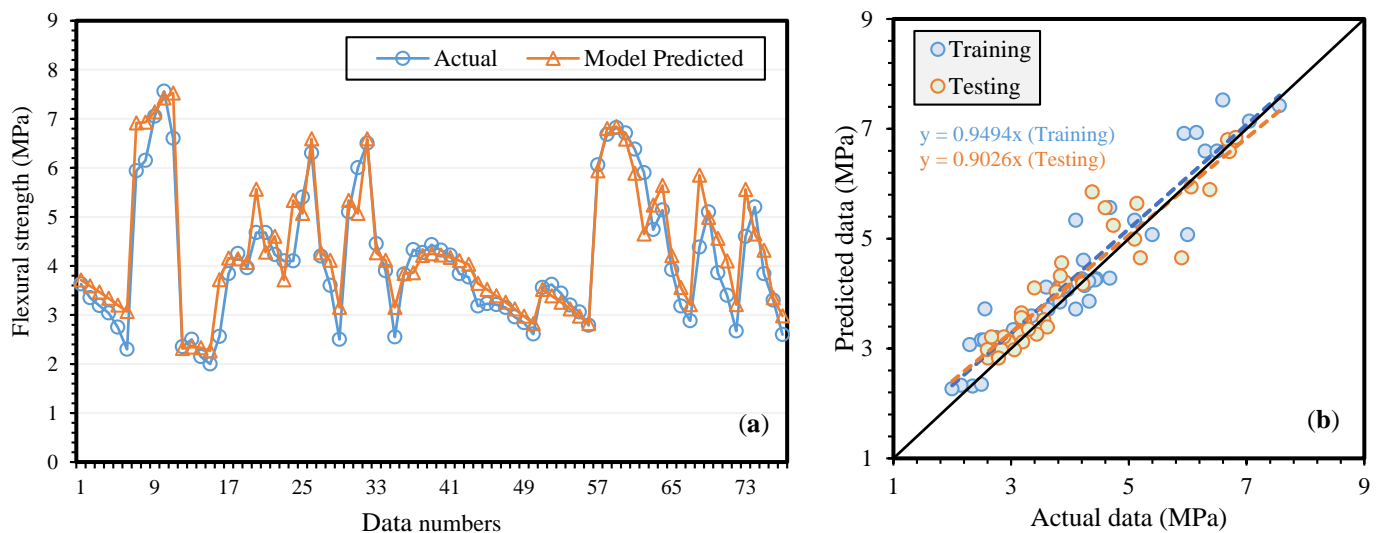 Flexural strength (MPa)
9
8
7
6
5
4
3
2
1
0
Actual Model Predicted
(a)
1 9 17 25 33 41 49 57 65 73
Data numbers
Predicted data (MPa)
9
7
5
3
1
Training
Testing
y = 0.9494x (Training)
y = 0.9026x (Testing)
(b)
1 3 5 7 9
Actual data (MPa)